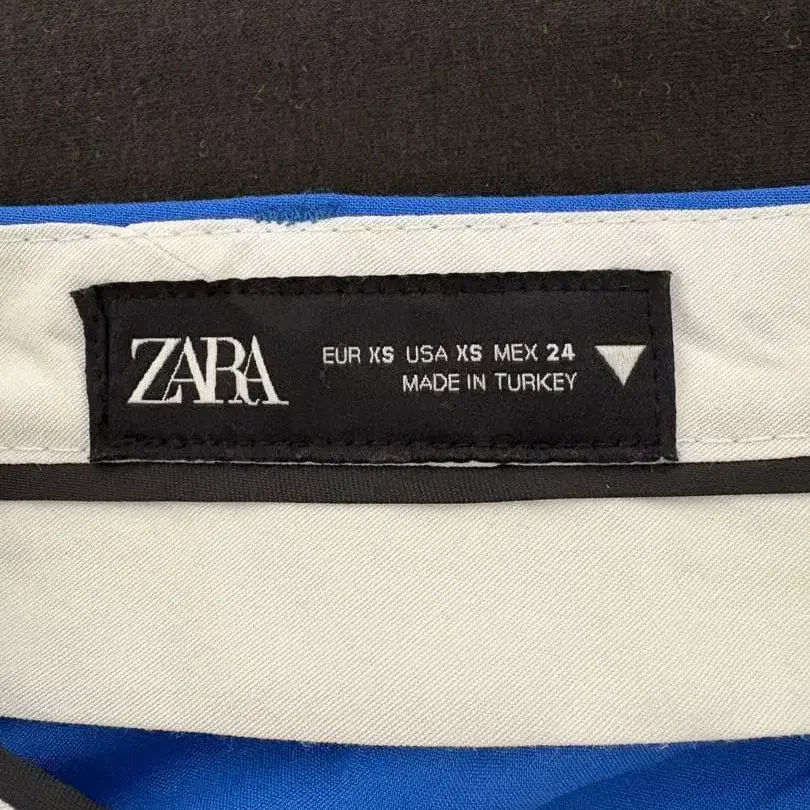 ZARA
EUR XS USA XS MEX 24
MADE IN TURKEY